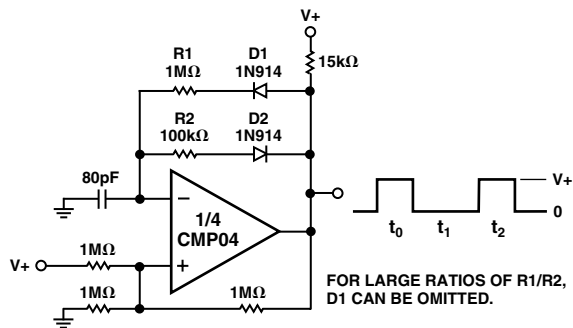 V+
R1
1MΩ
D1
1N914
15kΩ
R2
100kΩ
D2
1N914
80pF
−
1/4
CMP04
+
V+
1MΩ
1MΩ
1MΩ
V+
0
t0
t1
t2
FOR LARGE RATIOS OF R1/R2,
D1 CAN BE OMITTED.